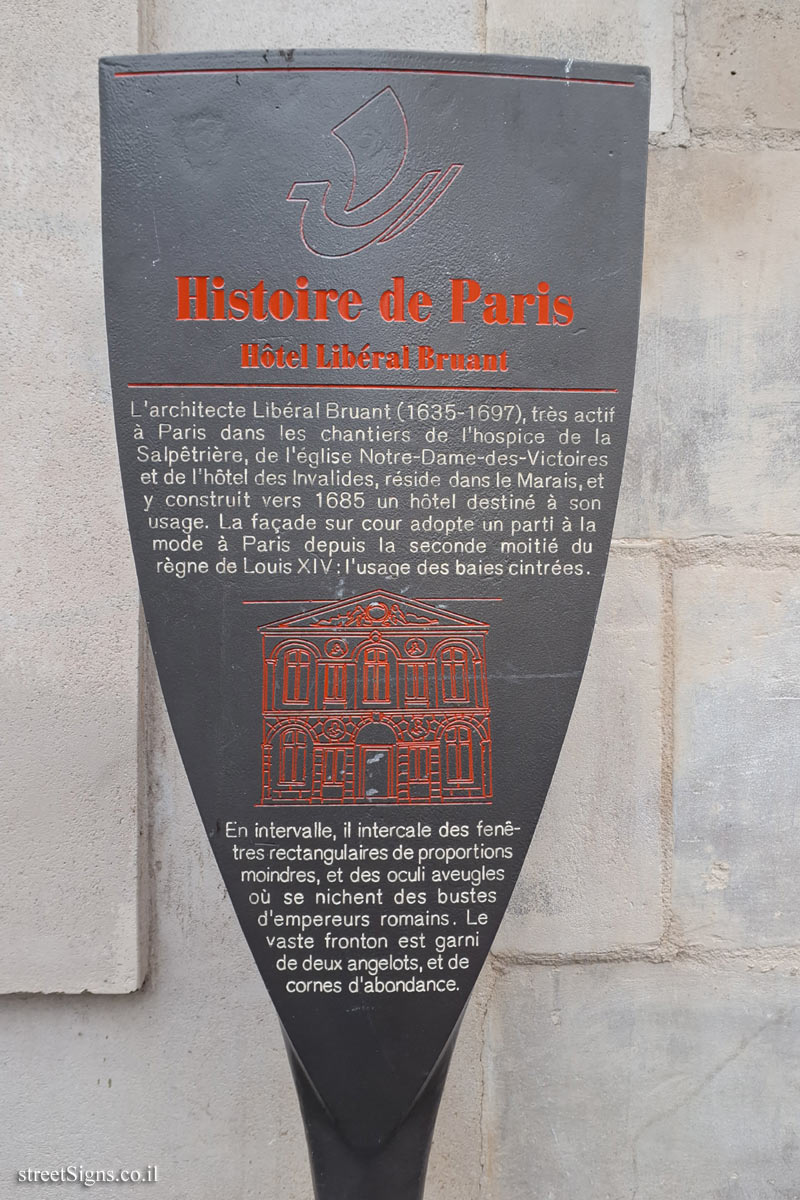 Histoire de Paris
Hôtel Libéral Bruant
L'architecte Libéral Bruant (1635-1697), très actif
à Paris dans les chantiers de l'hospice de la
Salpêtrière, de l'église Notre-Dame-des-Victoires
et de l'hôtel des Invalides, réside dans le Marais, et
y construit vers 1685 un hôtel destiné à son
usage. La façade sur cour adopte un parti à la
mode à Paris depuis la seconde moitié du
règne de Louis XIV : l'usage des baies cintrées.
En intervalle, il intercale des fenê-
tres rectangulaires de proportions
moindres, et des oculi aveugles
où se nichent des bustes
d'empereurs romains. Le
vaste fronton est garni
de deux angelots, et de
cornes d'abondance.
streetSigns.co.il